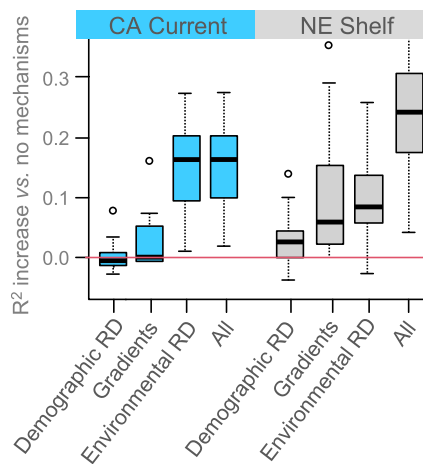 CA Current
NE Shelf
R² increase vs. no mechanisms
0.3
0.2
0.1
0.0
Demographic RD
Gradients
Environmental RD
All
Demographic RD
Gradients
Environmental RD
All